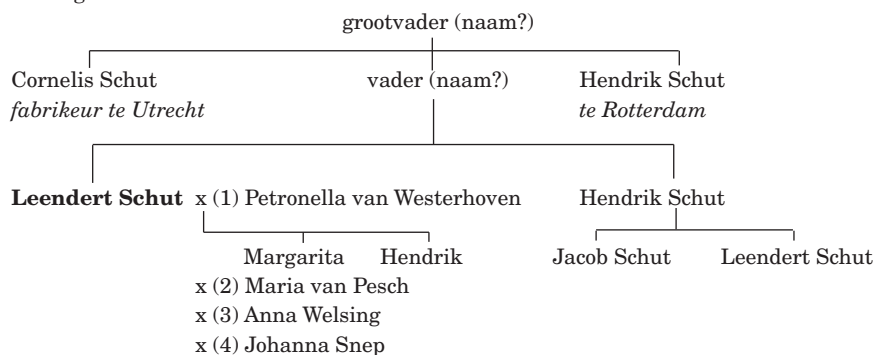 grootvader (naam?)
Cornelis Schut vader (naam?) Hendrik Schut
fabrikeur te Utrecht te Rotterdam
Leendert Schut x (1) Petronella van Westerhoven Hendrik Schut
Margarita Hendrik Jacob Schut Leendert Schut
x (2) Maria van Pesch
x (3) Anna Welsing
x (4) Johanna Snep